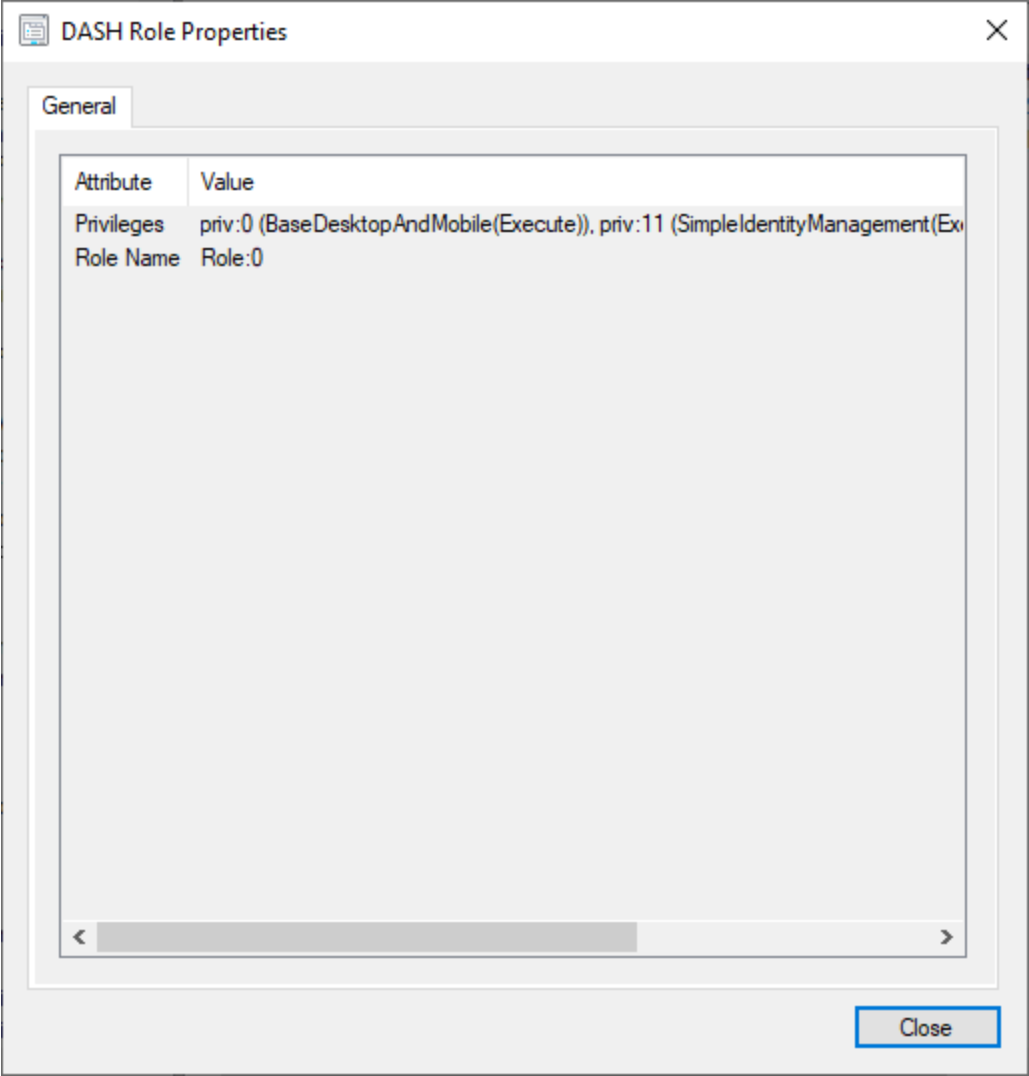 DASH Role Properties
General
Attribute Value
Privileges priv:0 (BaseDesktopAndMobile(Execute)), priv:11 (SimpleIdentityManagement(Ex
Role Name Role:0
Close